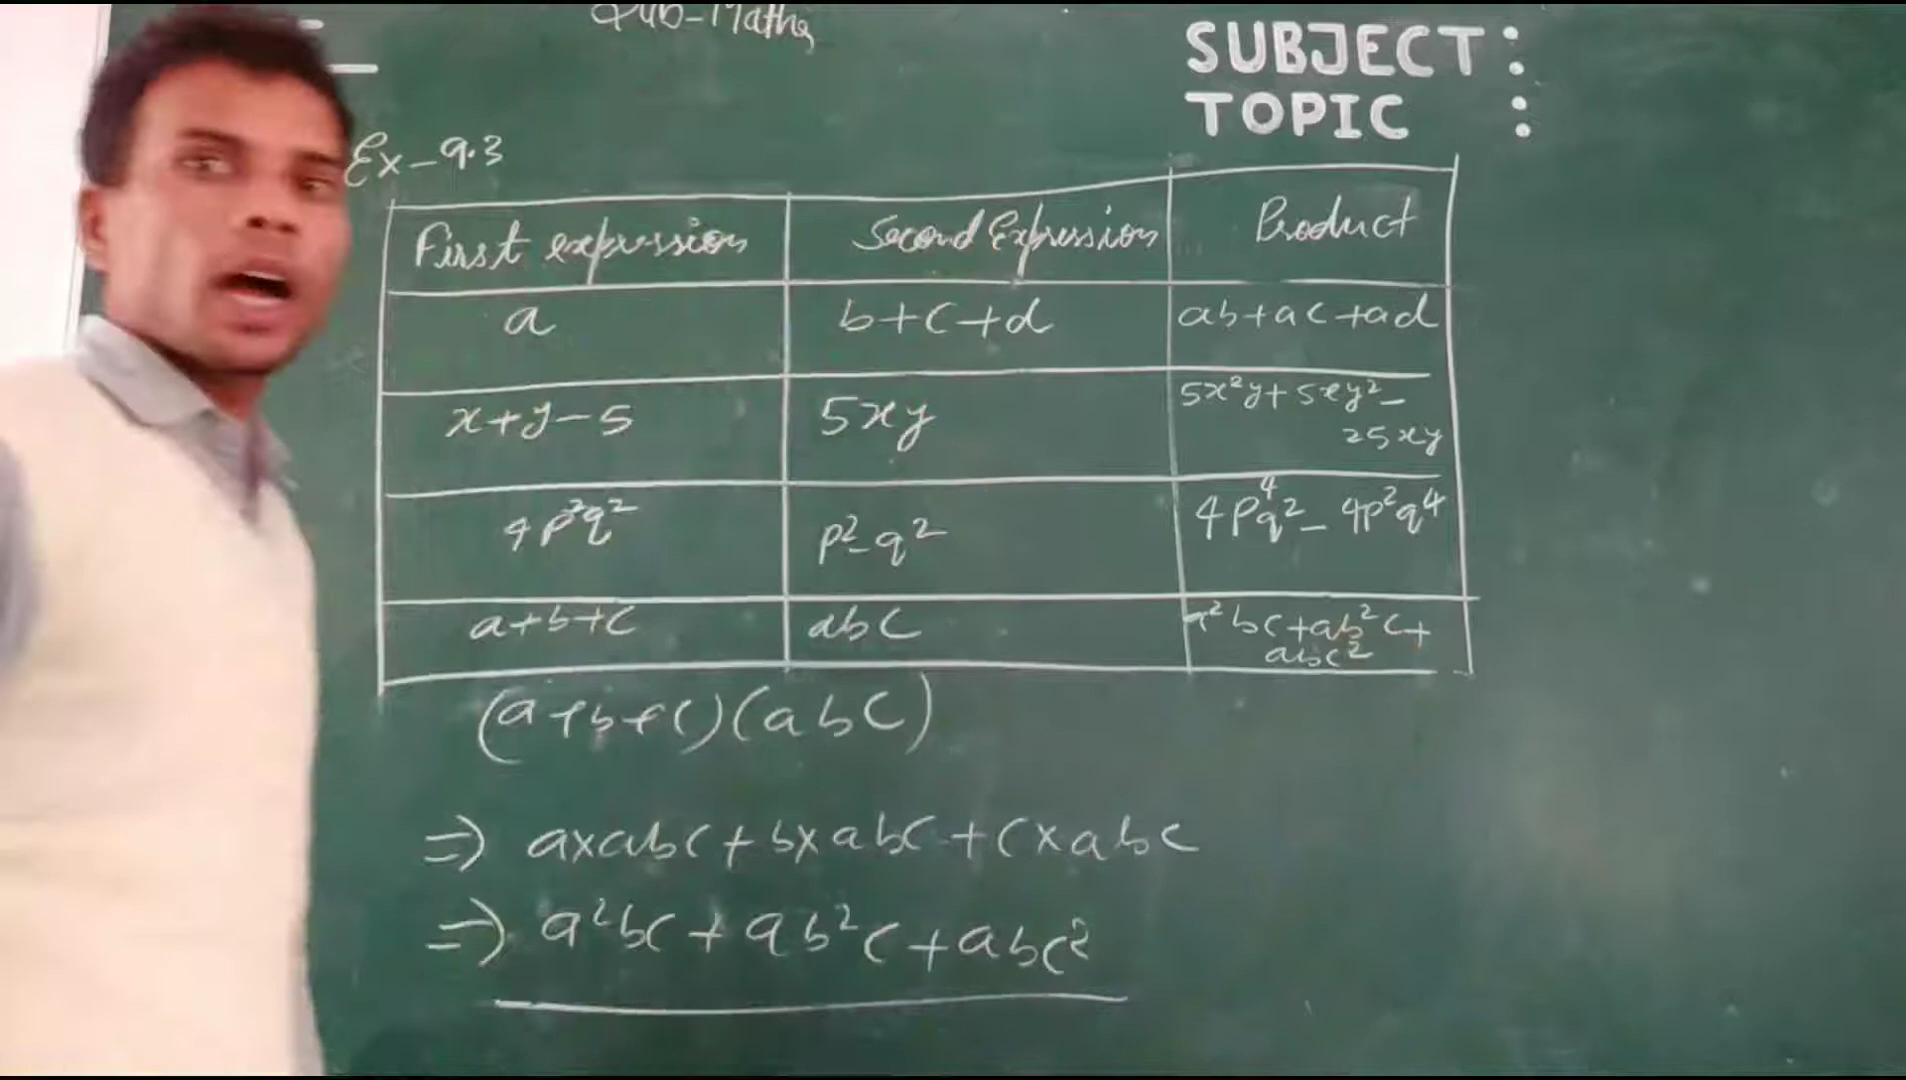 Sub-Maths
SUBJECT :
TOPIC :
Ex-9.3
First expression Second Expression Product
a b+c+d ab+ac+ad
x+y-5 5xy 5x²y+5xy²-
25xy
4p²q² p²-q² 4p⁴q²-4p²q⁴
a+b+c abc a²bc+ab²c+
abc²
(a+b+c)(abc)
⇒ a×abc+b×abc+c×abc
⇒ a²bc+ab²c+abc²